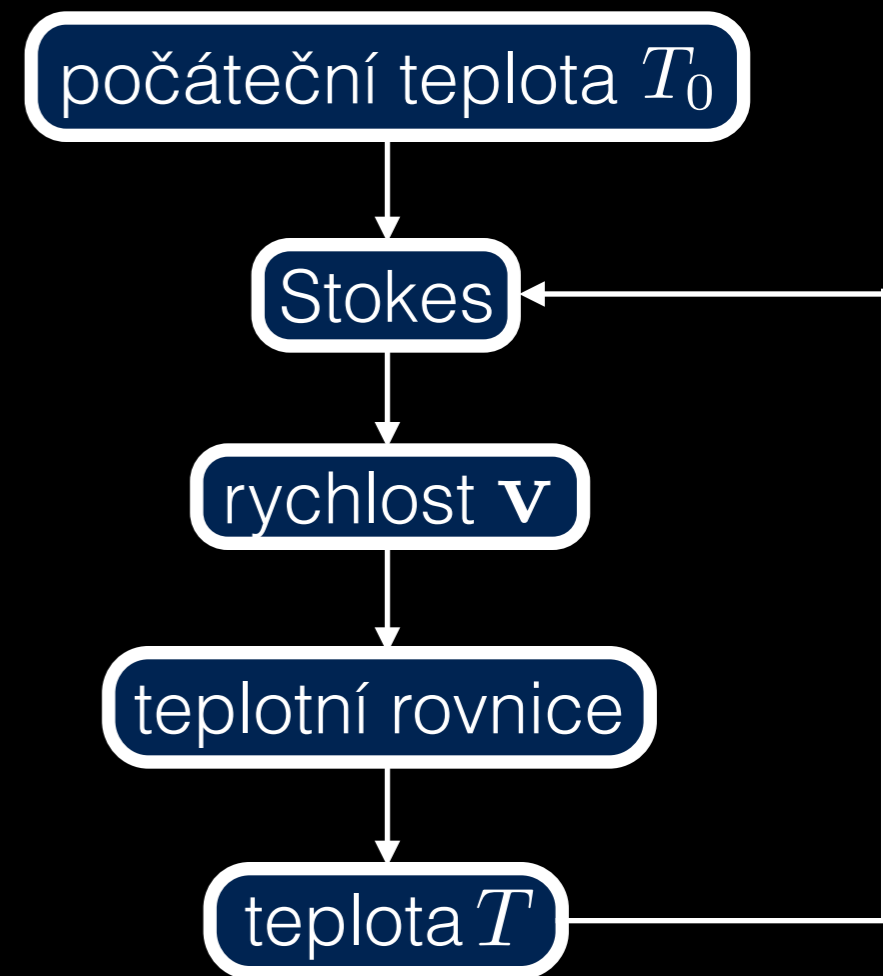 počáteční teplota T₀
Stokes
rychlost v
teplotní rovnice
teplota T